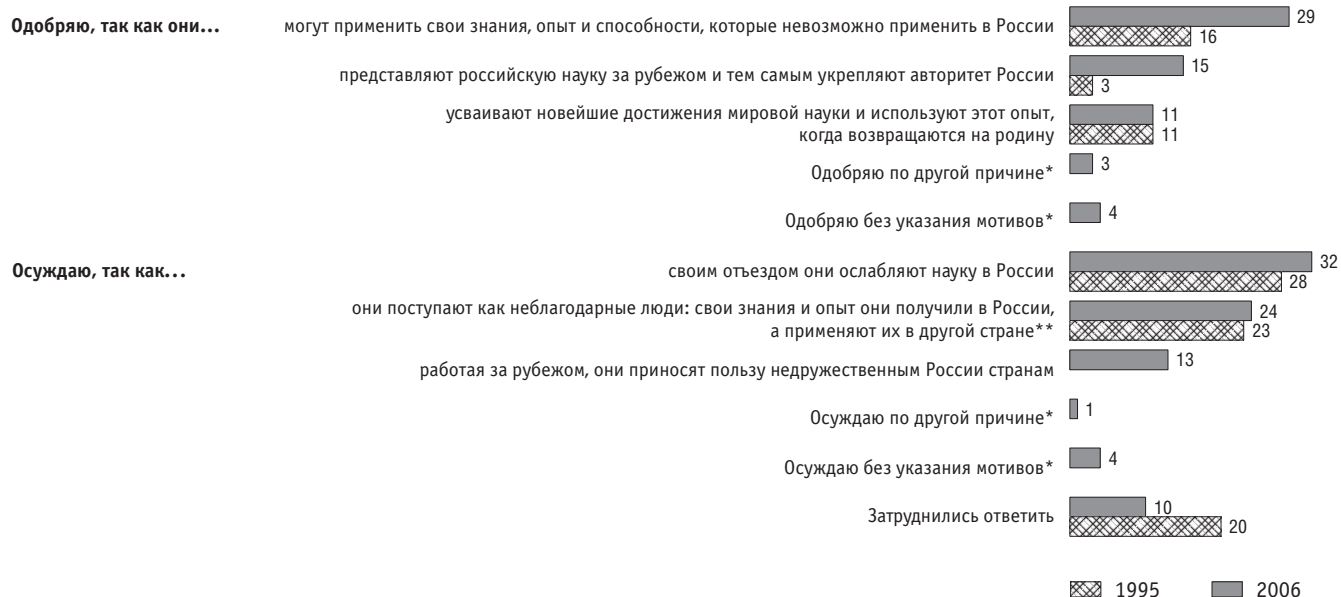 Одобряю, так как они... могут применить свои знания, опыт и способности, которые невозможно применить в России 29
16
представляют российскую науку за рубежом и тем самым укрепляют авторитет России 15
3
усваивают новейшие достижения мировой науки и используют этот опыт, 11
когда возвращаются на родину 11
Одобряю по другой причине* 3
Одобряю без указания мотивов* 4
Осуждаю, так как... своим отъездом они ослабляют науку в России 32
28
они поступают как неблагодарные люди: свои знания и опыт они получили в России, 24
а применяют их в другой стране** 23
работая за рубежом, они приносят пользу недружественным России странам 13
Осуждаю по другой причине* 1
Осуждаю без указания мотивов* 4
Затруднились ответить 10
20
1995 2006